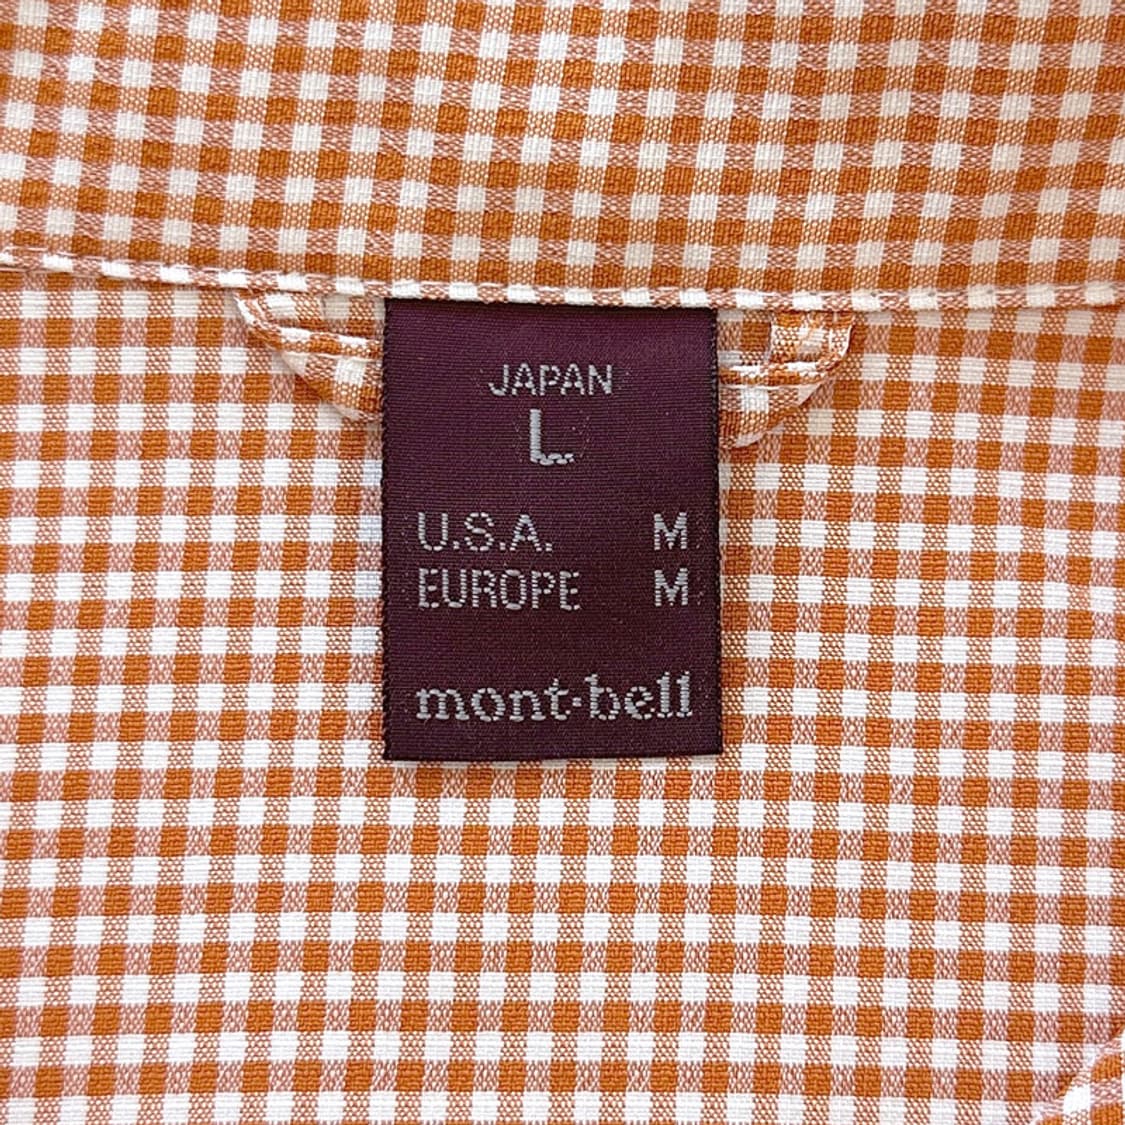 JAPAN
L
U.S.A. M
EUROPE M
mont·bell